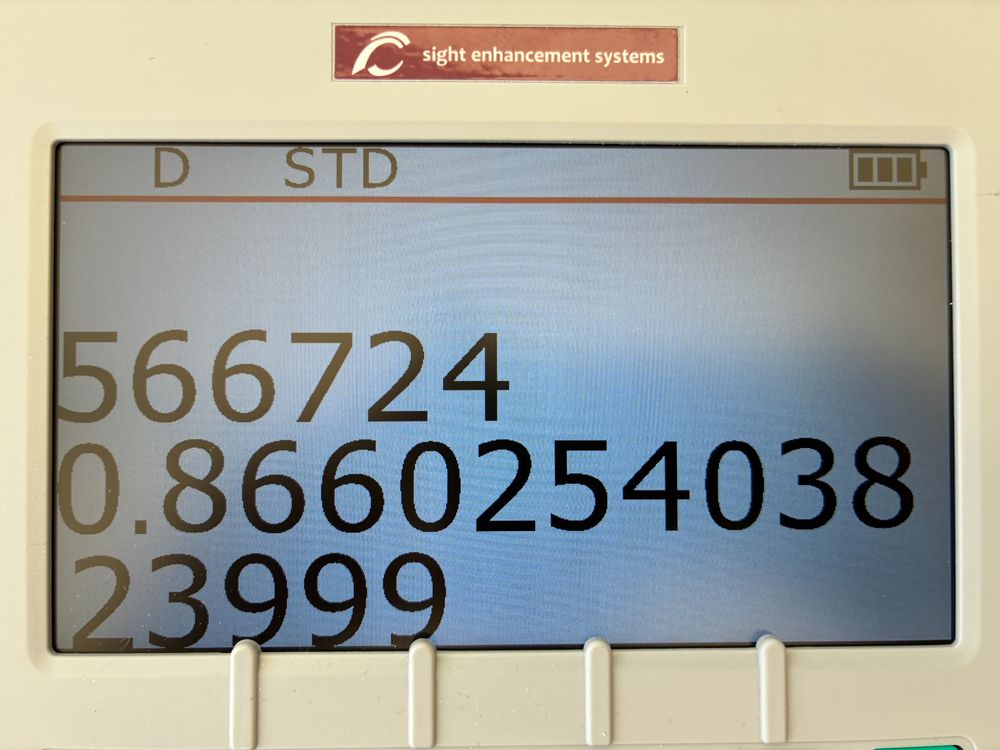 sight enhancement systems
D STD
566724
0.8660254038
23999